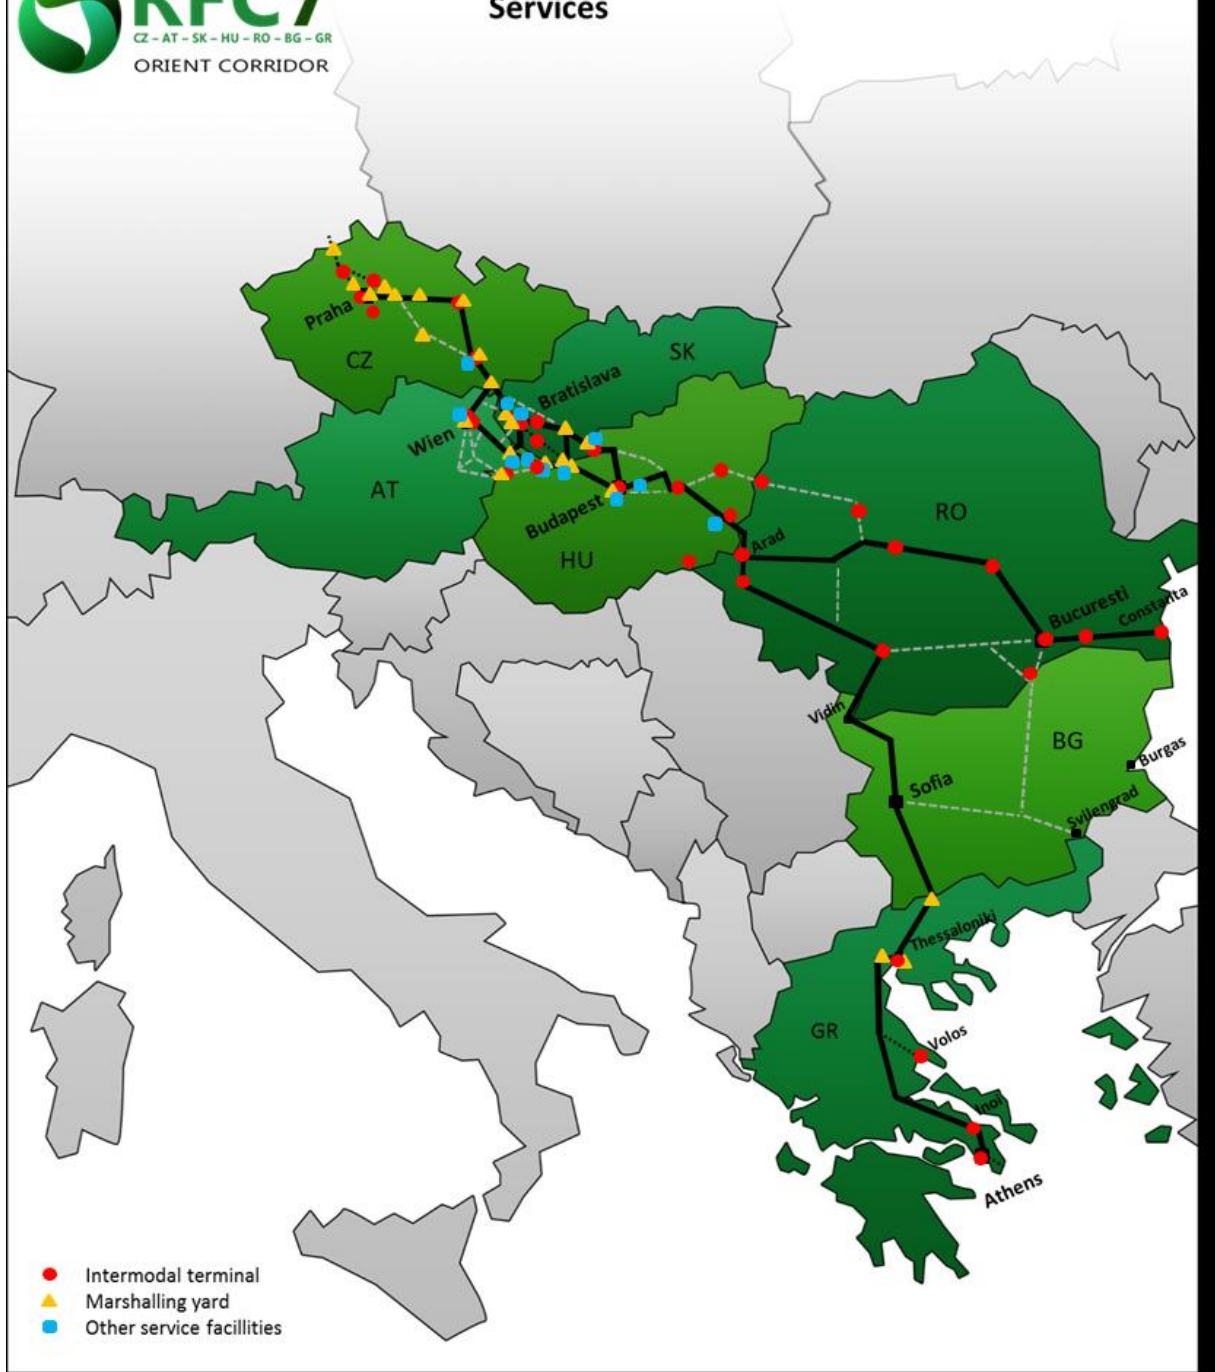 RFC7
Services
CZ – AT – SK – HU – RO – BG – GR
ORIENT CORRIDOR
Praha
CZ
SK
Bratislava
Wien
AT
Budapest
HU
RO
Arad
Bucuresti
Constanta
Vidin
BG
Burgas
Sofia
Svilengrad
Thessaloniki
GR
Volos
Inoi
Athens
Intermodal terminal
Marshalling yard
Other service facillities